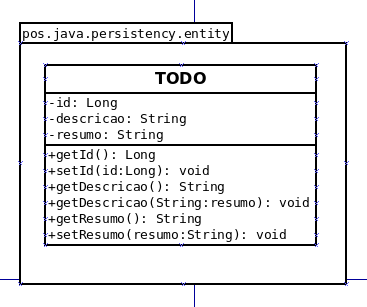 pos.java.persistency.entity
TODO
-id: Long
-descricao: String
-resumo: String
+getId(): Long
+setId(id:Long): void
+getDescricao(): String
+getDescricao(String:resumo): void
+getResumo(): String
+setResumo(resumo:String): void